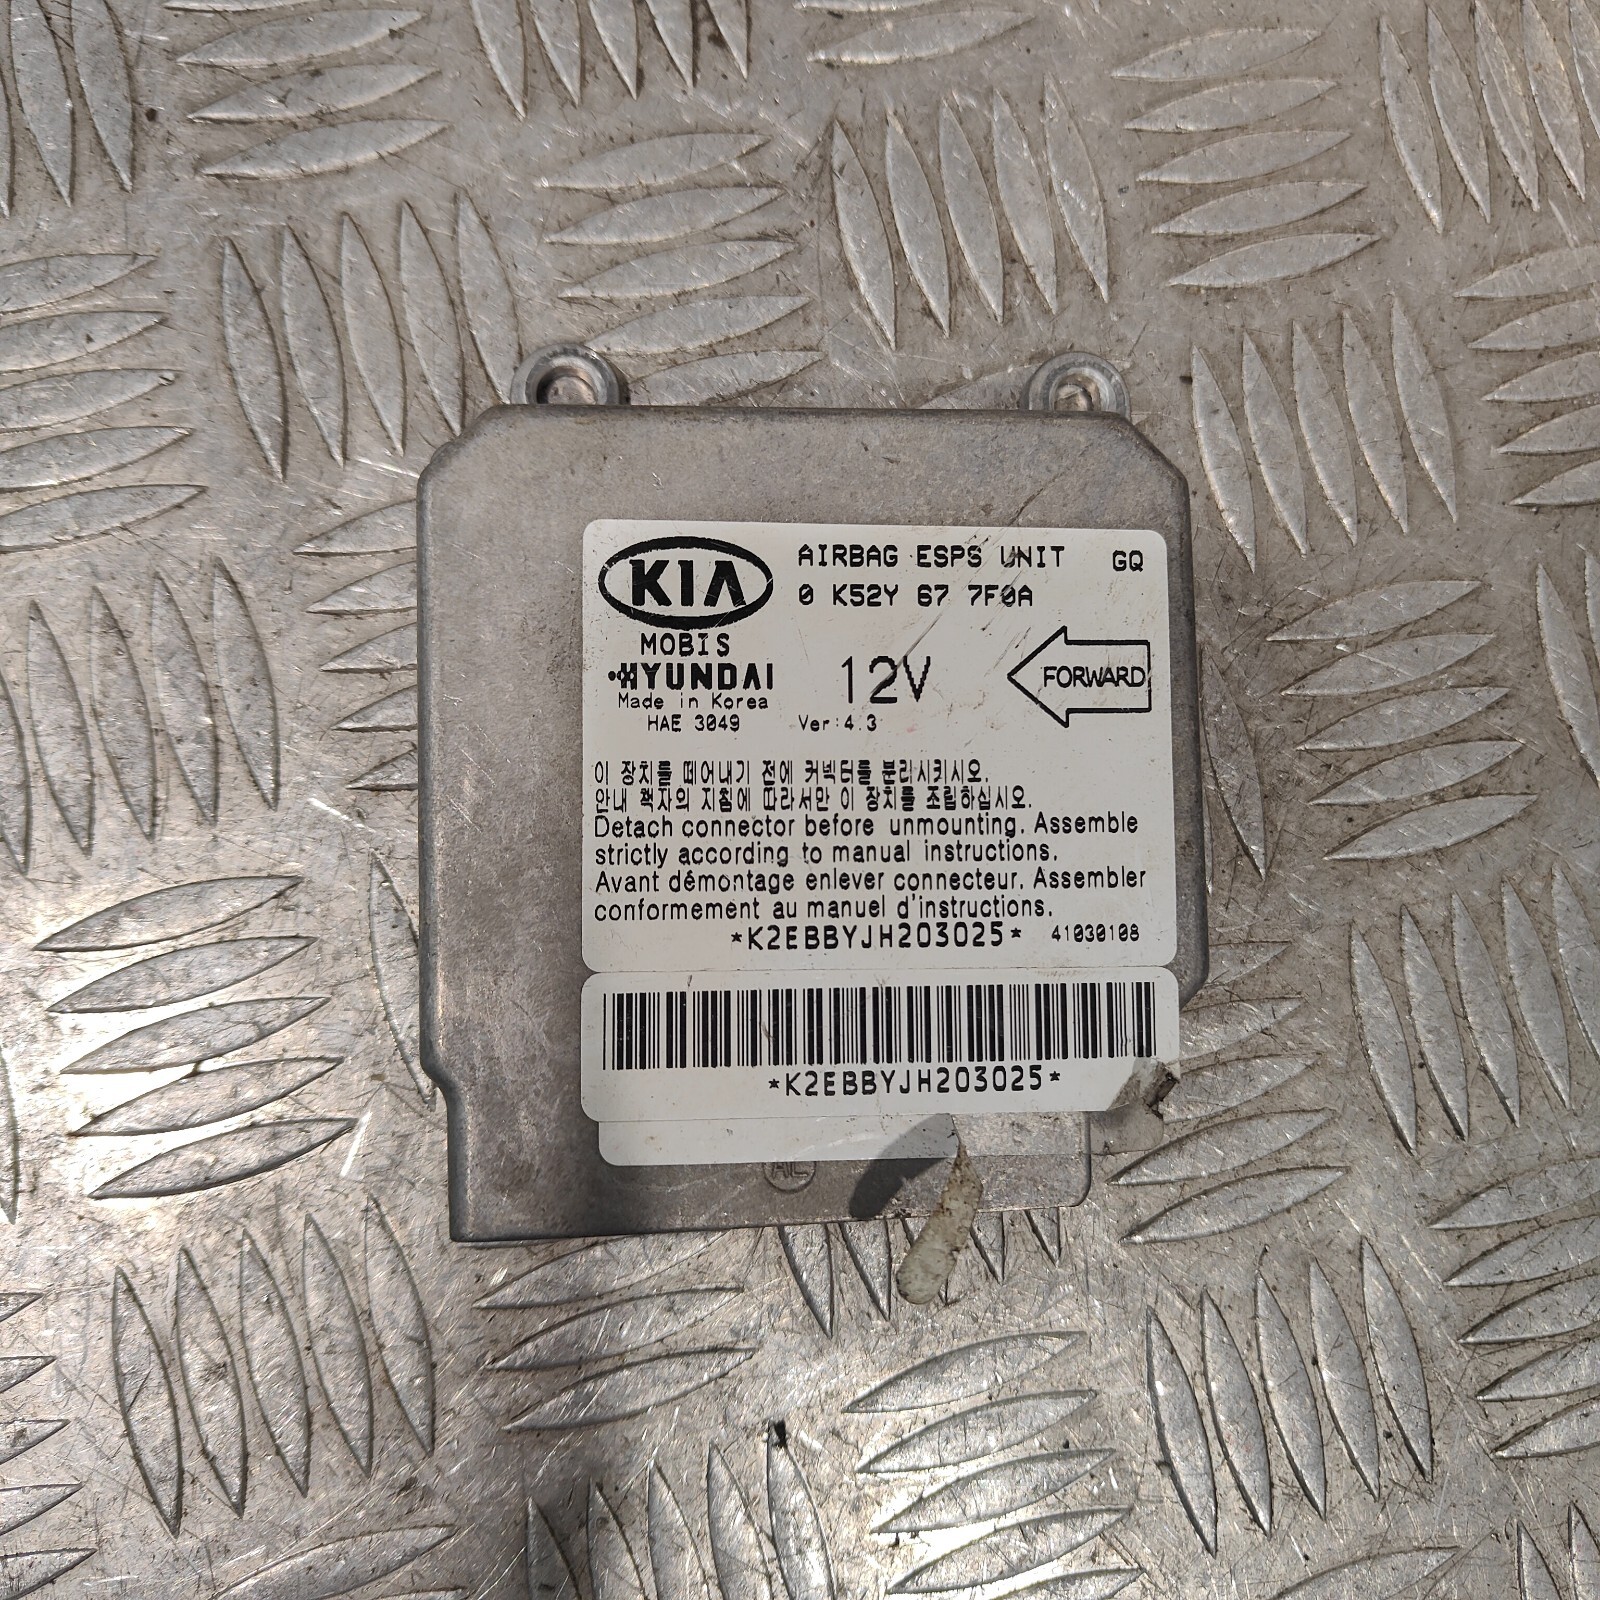 KIA
AIRBAG ESPS UNIT GQ
0 K52Y 67 7F0A
MOBIS
HYUNDAI
12V
FORWARD
Made in Korea
HAE 3049 Ver:4.3
이 장치를 떼어내기 전에 커넥터를 분리시키시오.
안내 책자의 지침에 따라서만 이 장치를 조립하십시오.
Detach connector before unmounting. Assemble
strictly according to manual instructions.
Avant démontage enlever connecteur. Assembler
conformement au manuel d'instructions.
*K2EBBYJH203025* 41030108
*K2EBBYJH203025*